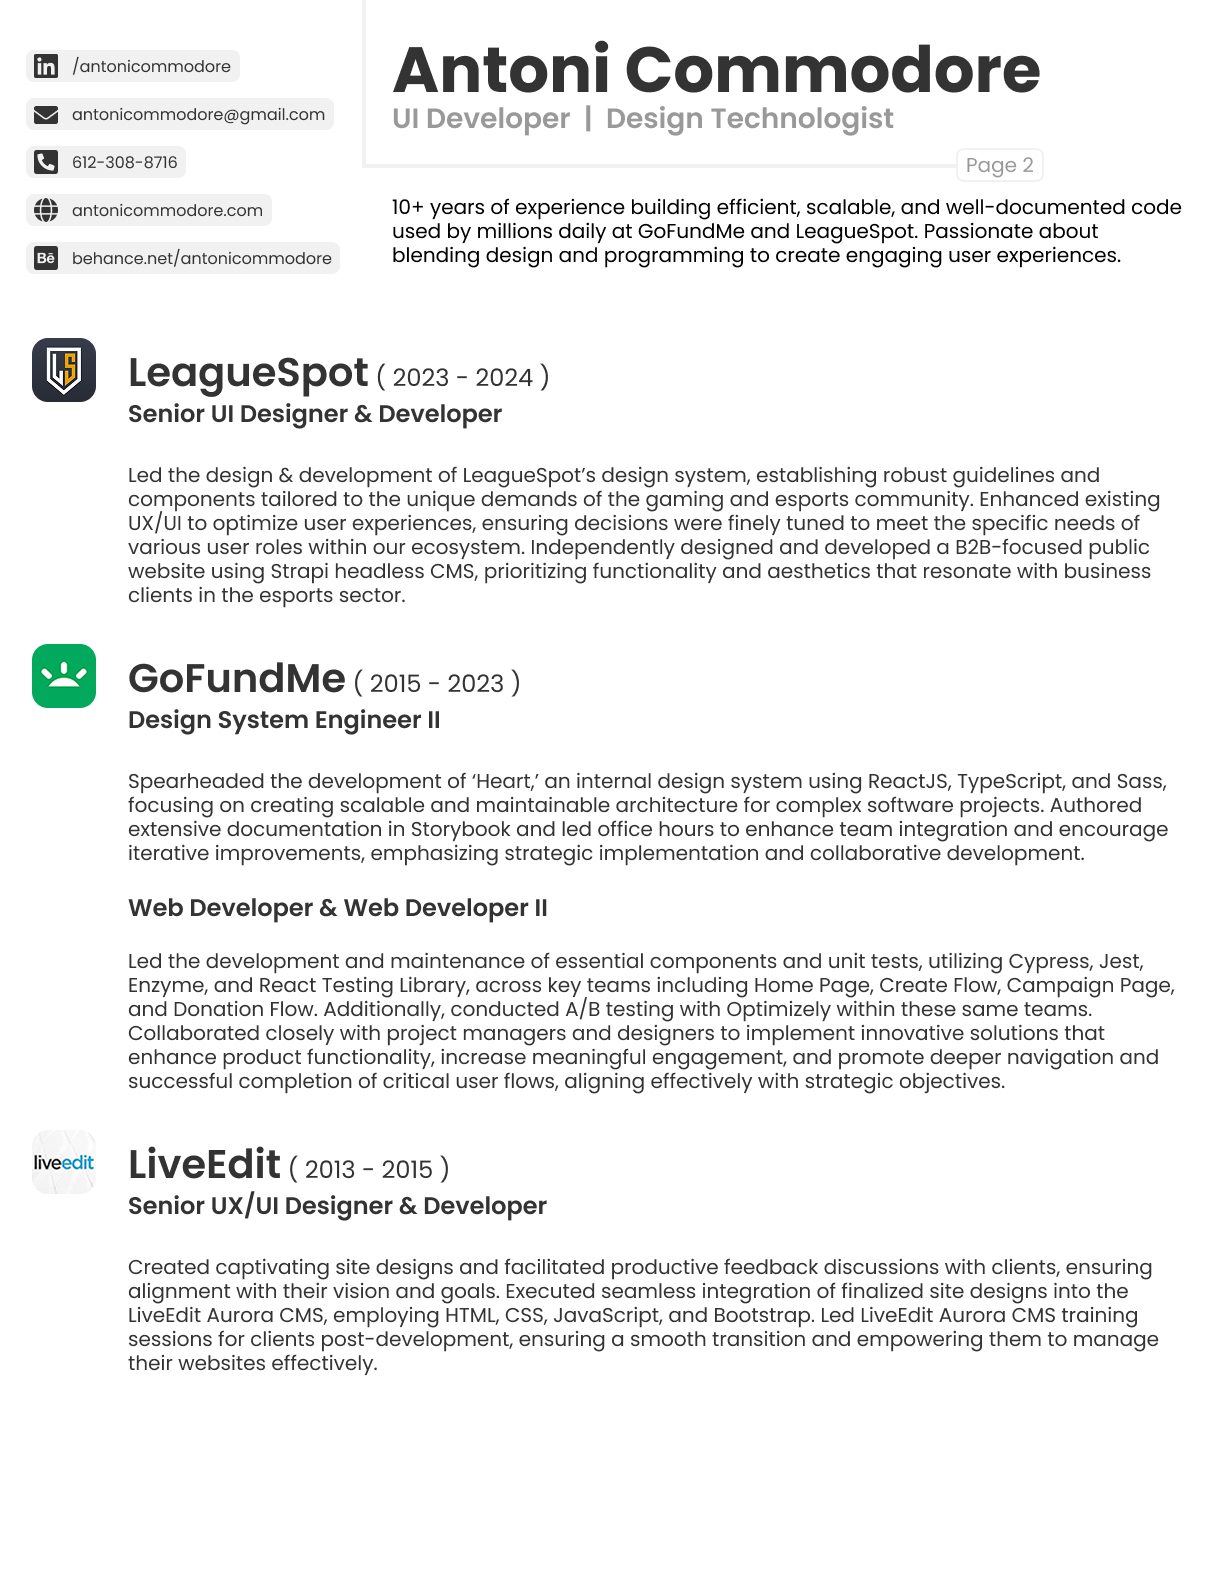 /antonicommodore
antonicommodore@gmail.com
612-308-8716
antonicommodore.com
Bē behance.net/antonicommodore
Antoni Commodore
UI Developer | Design Technologist
Page 2
10+ years of experience building efficient, scalable, and well-documented code
used by millions daily at GoFundMe and LeagueSpot. Passionate about
blending design and programming to create engaging user experiences.
LS
LeagueSpot ( 2023 - 2024 )
Senior UI Designer & Developer
Led the design & development of LeagueSpot’s design system, establishing robust guidelines and
components tailored to the unique demands of the gaming and esports community. Enhanced existing
UX/UI to optimize user experiences, ensuring decisions were finely tuned to meet the specific needs of
various user roles within our ecosystem. Independently designed and developed a B2B-focused public
website using Strapi headless CMS, prioritizing functionality and aesthetics that resonate with business
clients in the esports sector.
GoFundMe ( 2015 - 2023 )
Design System Engineer II
Spearheaded the development of ‘Heart,’ an internal design system using ReactJS, TypeScript, and Sass,
focusing on creating scalable and maintainable architecture for complex software projects. Authored
extensive documentation in Storybook and led office hours to enhance team integration and encourage
iterative improvements, emphasizing strategic implementation and collaborative development.
Web Developer & Web Developer II
Led the development and maintenance of essential components and unit tests, utilizing Cypress, Jest,
Enzyme, and React Testing Library, across key teams including Home Page, Create Flow, Campaign Page,
and Donation Flow. Additionally, conducted A/B testing with Optimizely within these same teams.
Collaborated closely with project managers and designers to implement innovative solutions that
enhance product functionality, increase meaningful engagement, and promote deeper navigation and
successful completion of critical user flows, aligning effectively with strategic objectives.
liveedit
LiveEdit ( 2013 - 2015 )
Senior UX/UI Designer & Developer
Created captivating site designs and facilitated productive feedback discussions with clients, ensuring
alignment with their vision and goals. Executed seamless integration of finalized site designs into the
LiveEdit Aurora CMS, employing HTML, CSS, JavaScript, and Bootstrap. Led LiveEdit Aurora CMS training
sessions for clients post-development, ensuring a smooth transition and empowering them to manage
their websites effectively.